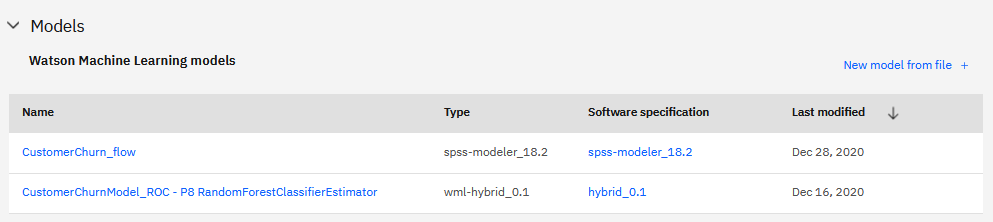 Models
Watson Machine Learning models
New model from file +
Name Type Software specification Last modified
CustomerChurn_flow spss-modeler_18.2 spss-modeler_18.2 Dec 28, 2020
CustomerChurnModel_ROC - P8 RandomForestClassifierEstimator wml-hybrid_0.1 hybrid_0.1 Dec 16, 2020